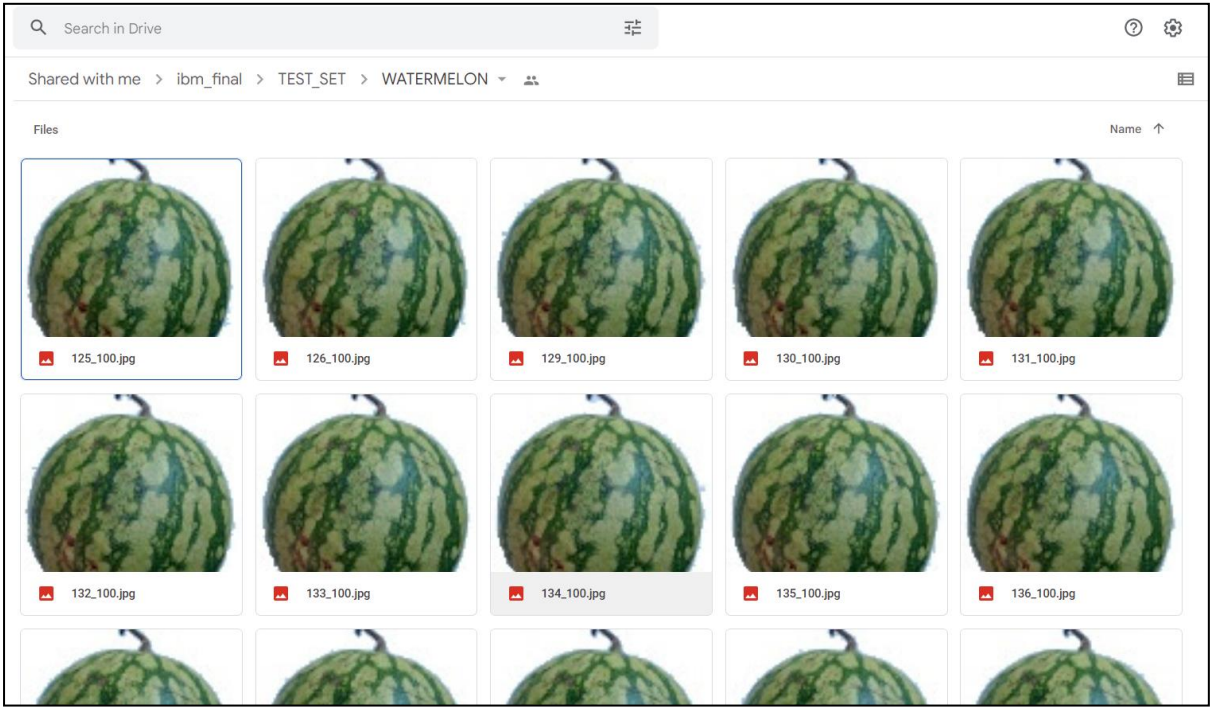 Search in Drive
Shared with me > ibm_final > TEST_SET > WATERMELON
Files Name
125_100.jpg 126_100.jpg 129_100.jpg 130_100.jpg 131_100.jpg
132_100.jpg 133_100.jpg 134_100.jpg 135_100.jpg 136_100.jpg